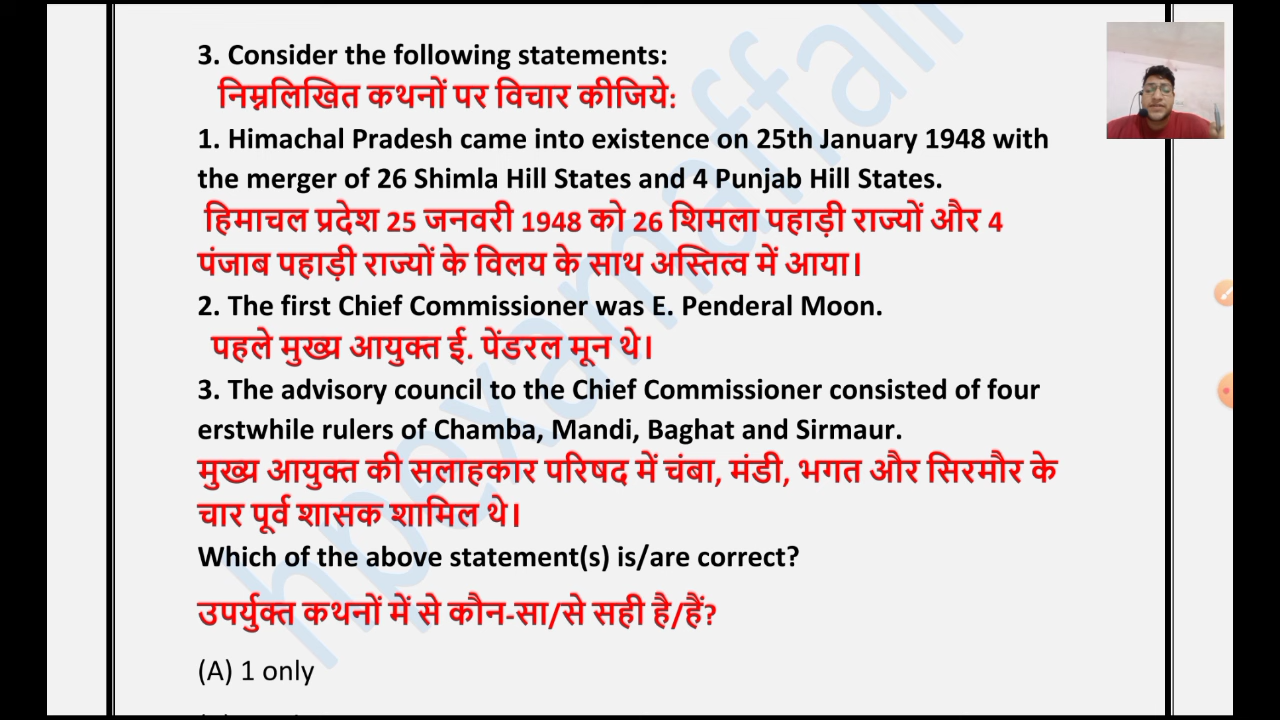 3. Consider the following statements:
निम्नलिखित कथनों पर विचार कीजिये:
1. Himachal Pradesh came into existence on 25th January 1948 with
the merger of 26 Shimla Hill States and 4 Punjab Hill States.
हिमाचल प्रदेश 25 जनवरी 1948 को 26 शिमला पहाड़ी राज्यों और 4
पंजाब पहाड़ी राज्यों के विलय के साथ अस्तित्व में आया।
2. The first Chief Commissioner was E. Penderal Moon.
पहले मुख्य आयुक्त ई. पेंडरल मून थे।
3. The advisory council to the Chief Commissioner consisted of four
erstwhile rulers of Chamba, Mandi, Baghat and Sirmaur.
मुख्य आयुक्त की सलाहकार परिषद में चंबा, मंडी, भगत और सिरमौर के
चार पूर्व शासक शामिल थे।
Which of the above statement(s) is/are correct?
उपर्युक्त कथनों में से कौन-सा/से सही है/हैं?
(A) 1 only